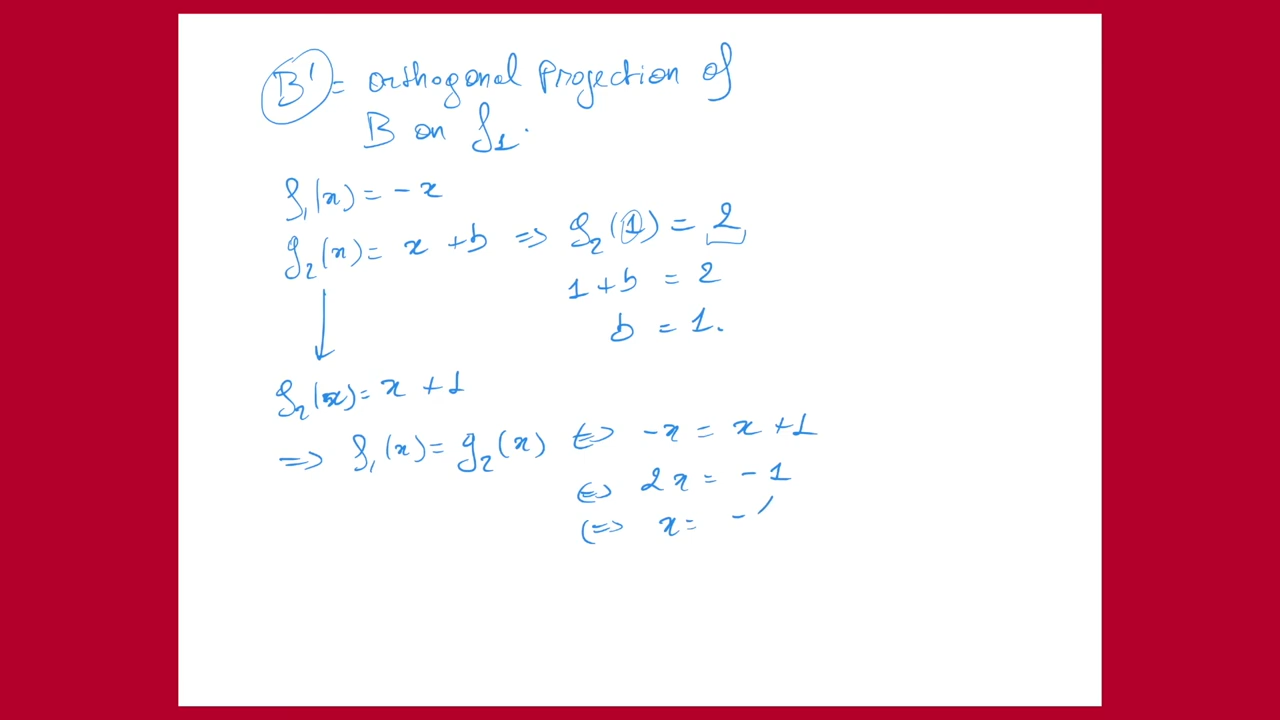 B' = orthogonal Projection of
B on f₁.
f₁(x) = -x
g₂(x) = x + b => g₂(1) = 2
1 + b = 2
b = 1.
g₂(x) = x + 1
=> f₁(x) = g₂(x) <=> -x = x + 1
<=> 2x = -1
<=> x = -